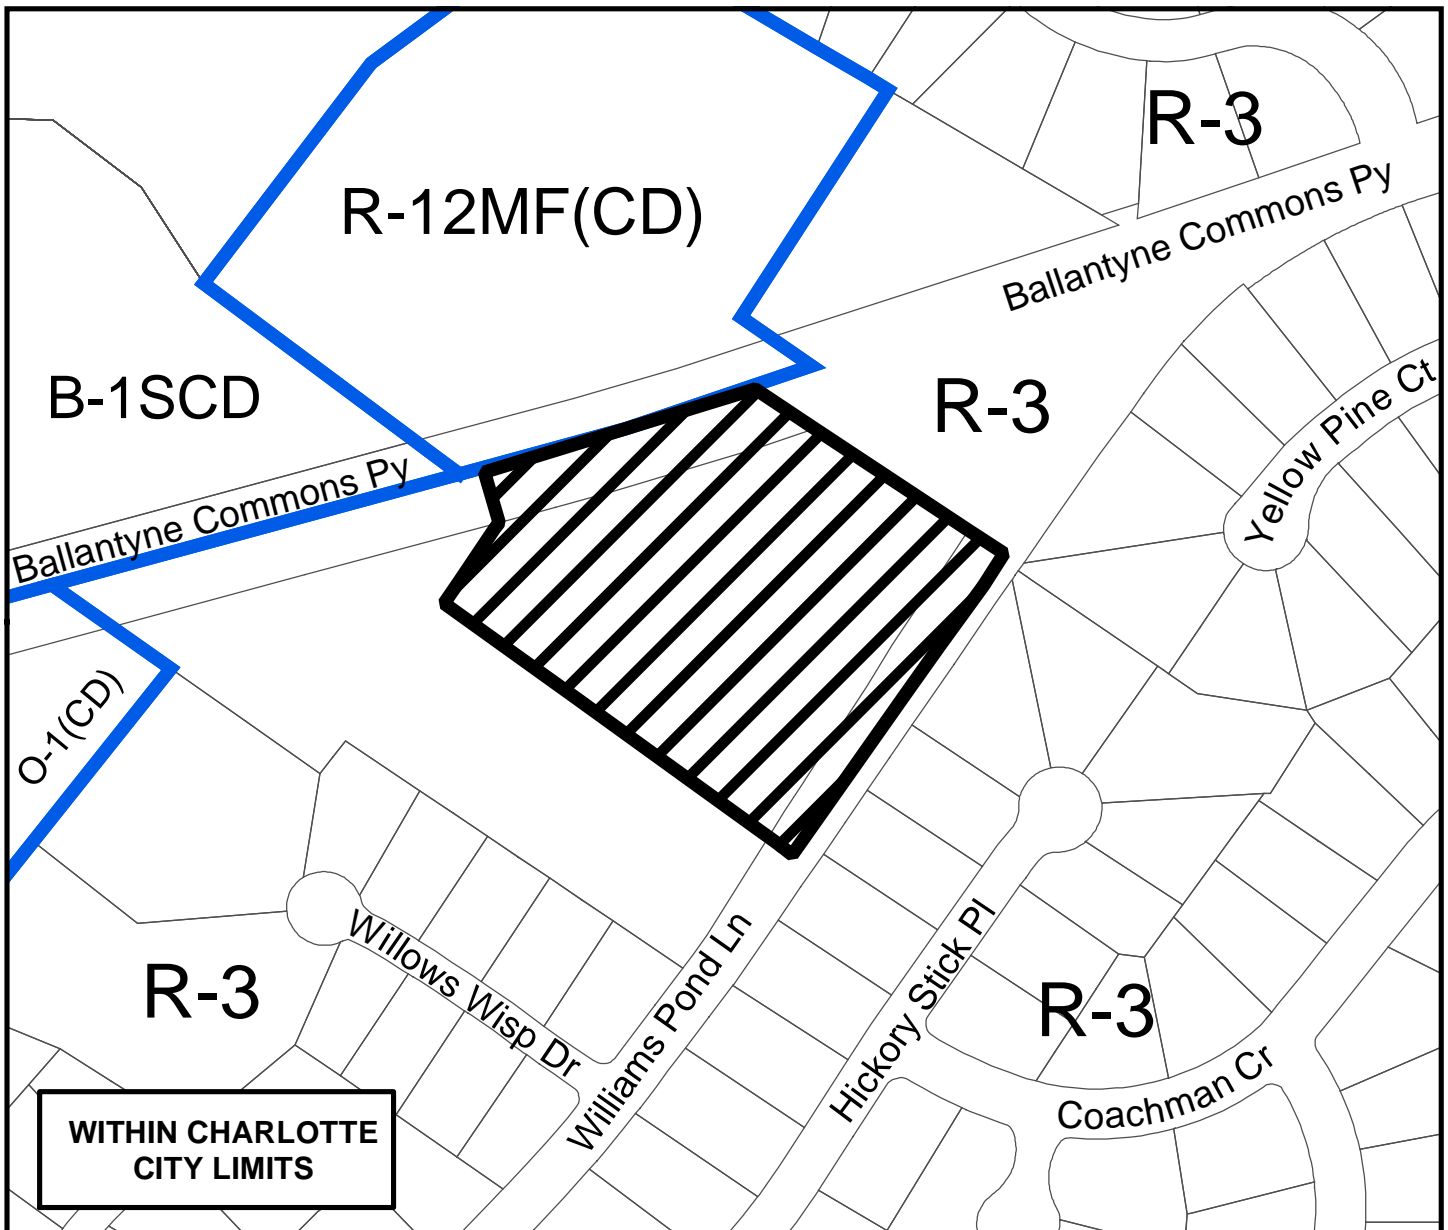 R-3
R-12MF(CD)
Ballantyne Commons Py
B-1SCD
R-3
Yellow Pine Ct
Ballantyne Commons Py
O-1(CD)
Willows Wisp Dr
Williams Pond Ln
Hickory Stick Pl
R-3
R-3
Coachman Cr
WITHIN CHARLOTTE
CITY LIMITS